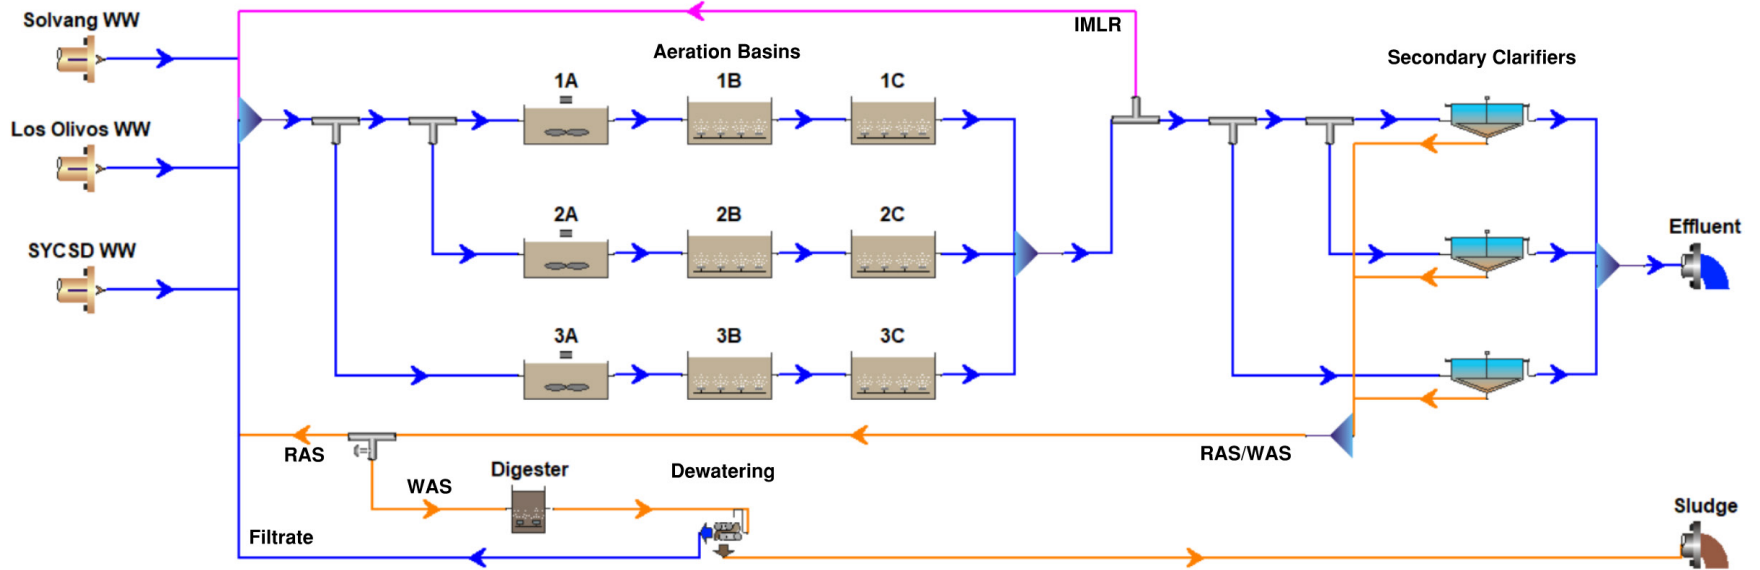 Solvang WW
IMLR
Aeration Basins
Secondary Clarifiers
1A
1B
1C
Los Olivos WW
2A
2B
2C
Effluent
SYCSD WW
3A
3B
3C
RAS
RAS/WAS
Digester
Dewatering
WAS
Sludge
Filtrate